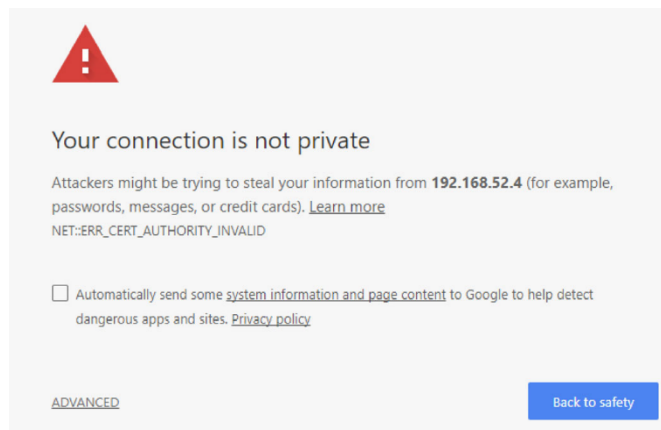 Your connection is not private
Attackers might be trying to steal your information from 192.168.52.4 (for example,
passwords, messages, or credit cards). Learn more
NET::ERR_CERT_AUTHORITY_INVALID
Automatically send some system information and page content to Google to help detect
dangerous apps and sites. Privacy policy
ADVANCED
Back to safety